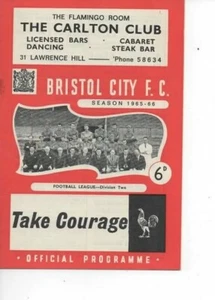 THE FLAMINGO ROOM
THE CARLTON CLUB
LICENSED BARS • CABARET
DANCING • STEAK BAR
31 LAWRENCE HILL — 'Phone 58634
BRISTOL CITY F.C.
SEASON 1965-66
6D
FOOTBALL LEAGUE—Division Two
Take Courage
• OFFICIAL PROGRAMME •